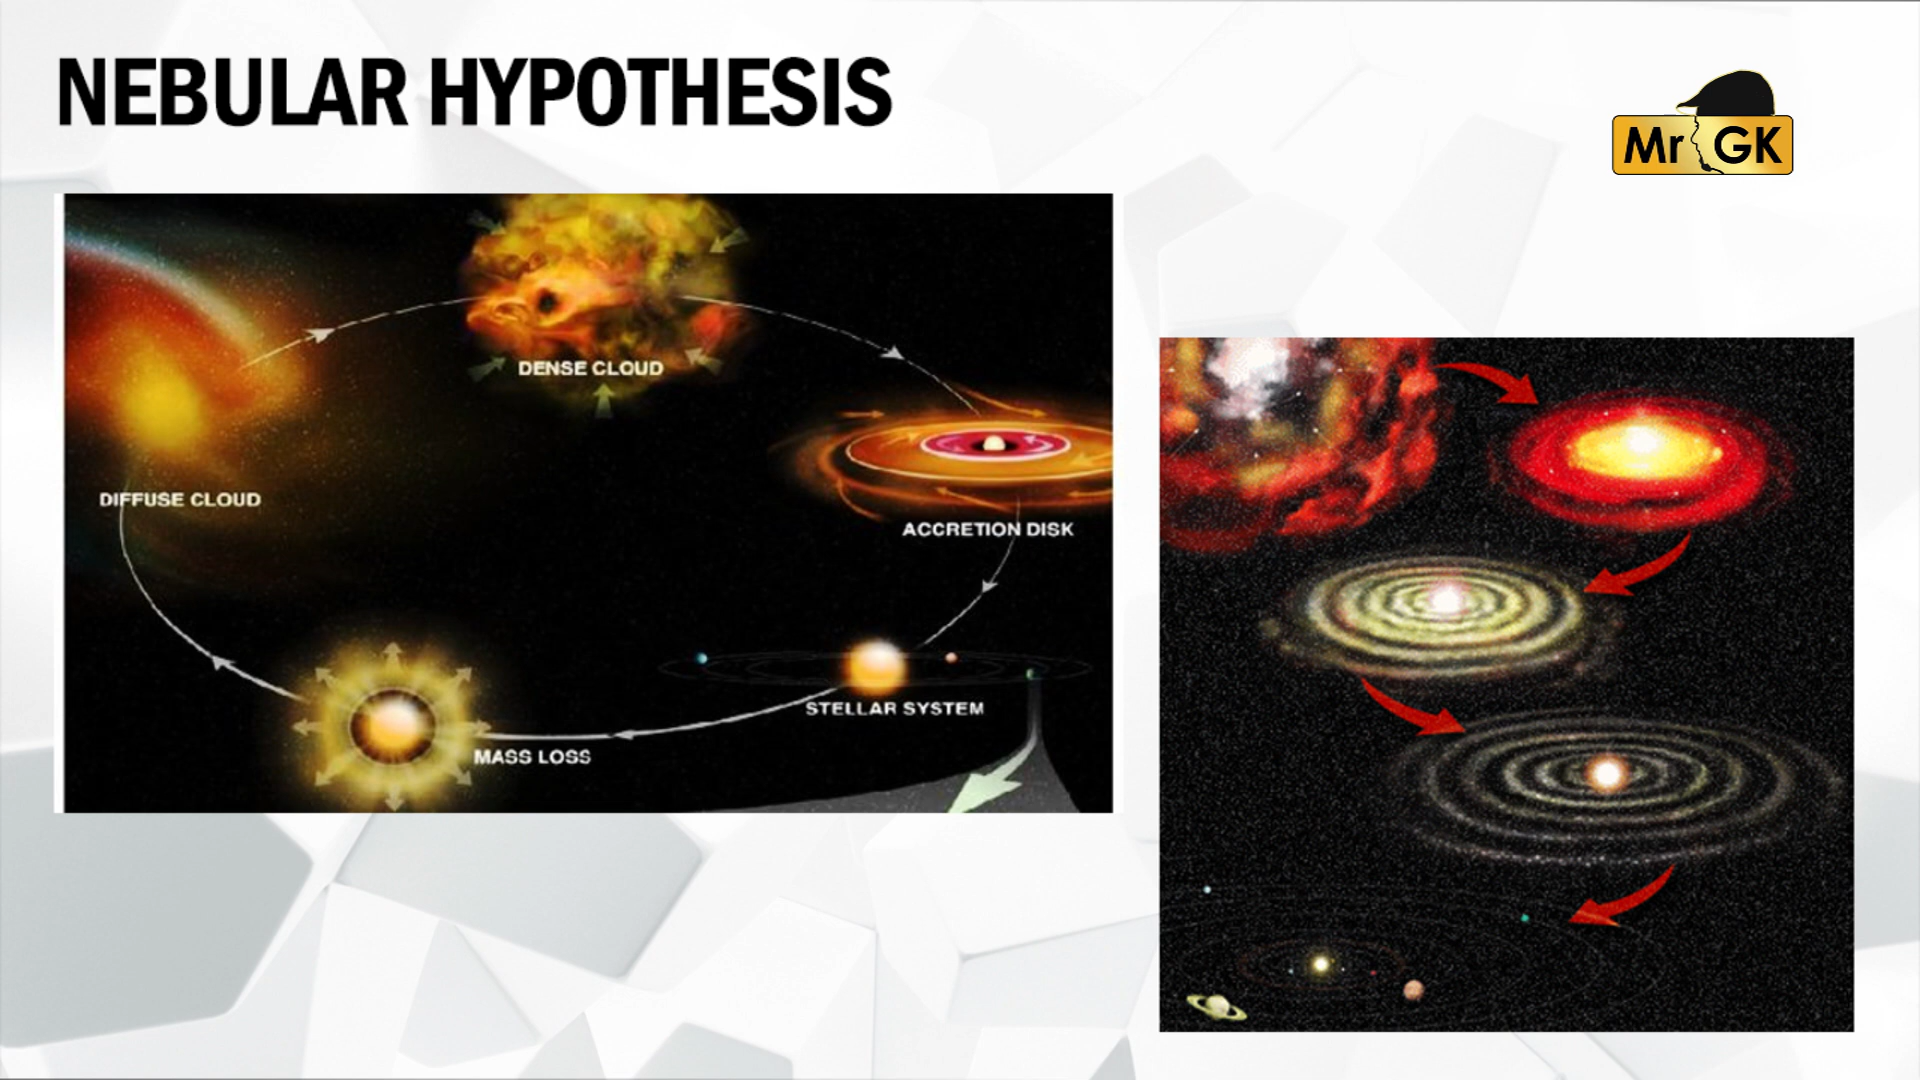 NEBULAR HYPOTHESIS
Mr GK
DENSE CLOUD
DIFFUSE CLOUD
ACCRETION DISK
STELLAR SYSTEM
MASS LOSS